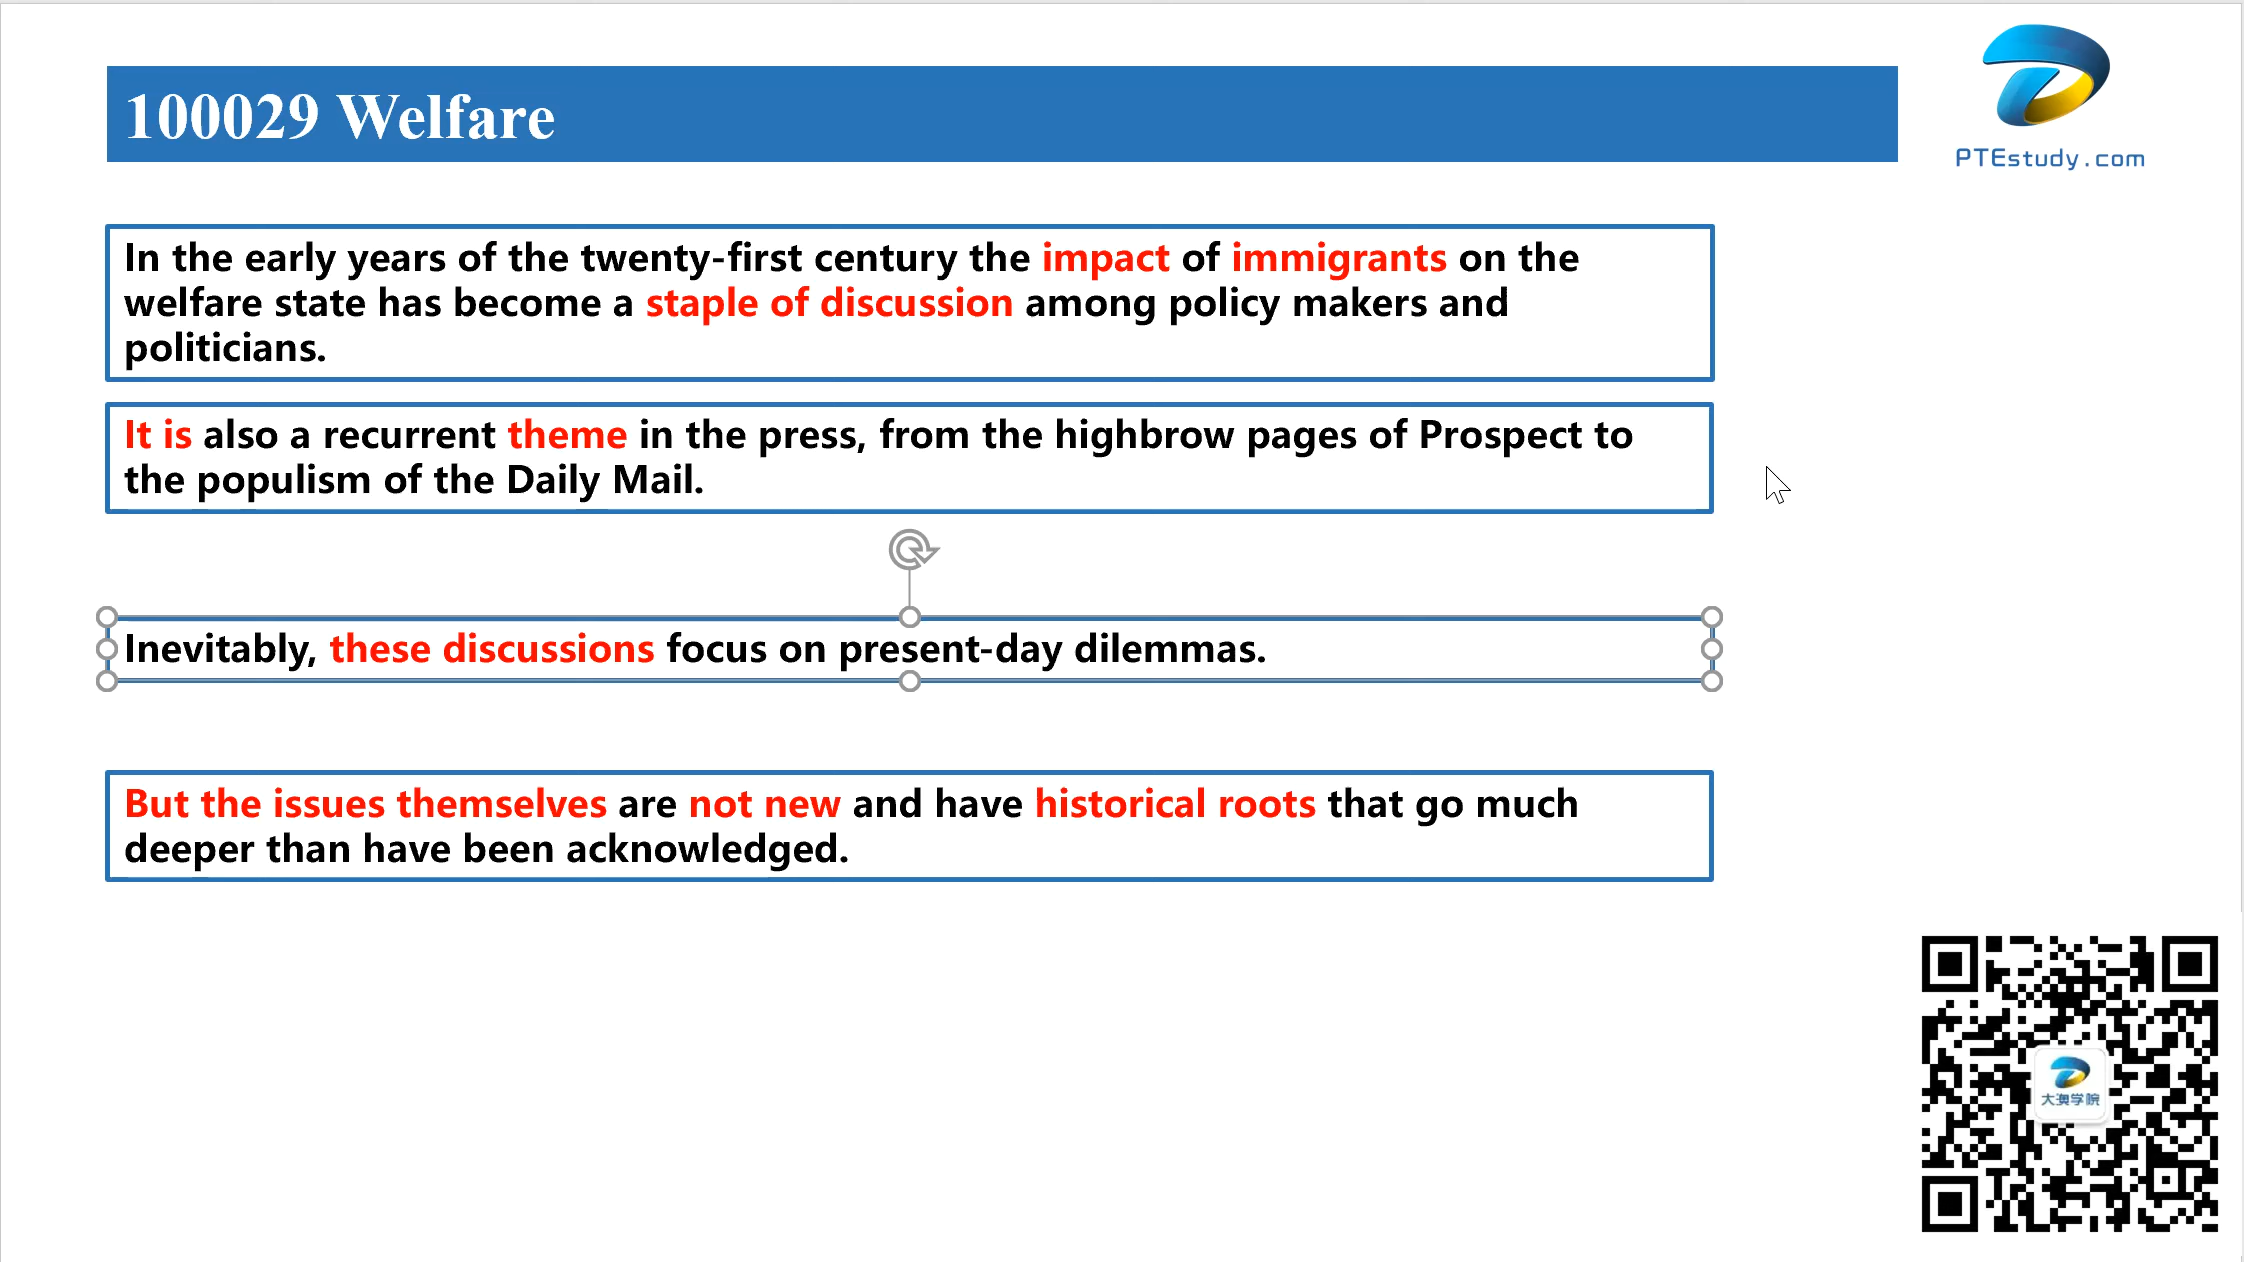 100029 Welfare
PTEstudy.com
In the early years of the twenty-first century the impact of immigrants on the
welfare state has become a staple of discussion among policy makers and
politicians.
It is also a recurrent theme in the press, from the highbrow pages of Prospect to
the populism of the Daily Mail.
Inevitably, these discussions focus on present-day dilemmas.
But the issues themselves are not new and have historical roots that go much
deeper than have been acknowledged.
大澳学院